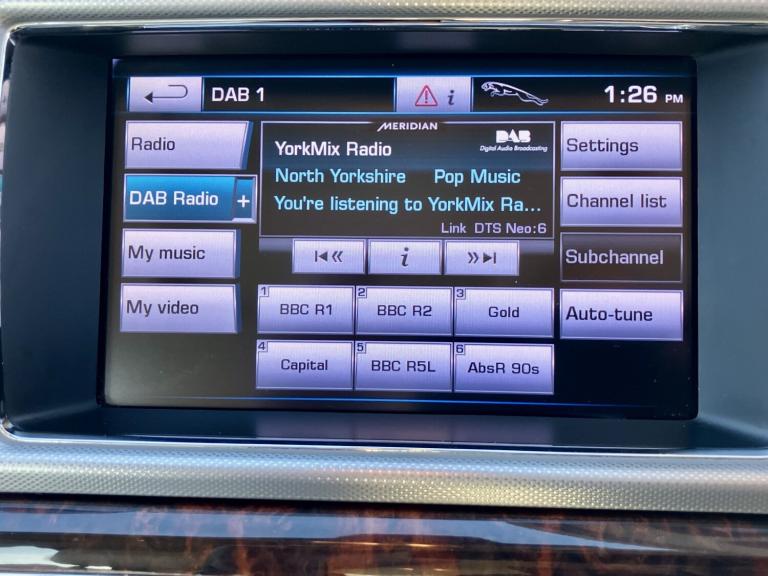 DAB 1
i
1:26 PM
Radio
DAB Radio +
My music
My video
MERIDIAN
YorkMix Radio
DAB
Digital Audio Broadcasting
North Yorkshire Pop Music
You're listening to YorkMix Ra...
Link DTS Neo:6
i
1 BBC R1
2 BBC R2
3 Gold
4 Capital
5 BBC R5L
6 AbsR 90s
Settings
Channel list
Subchannel
Auto-tune